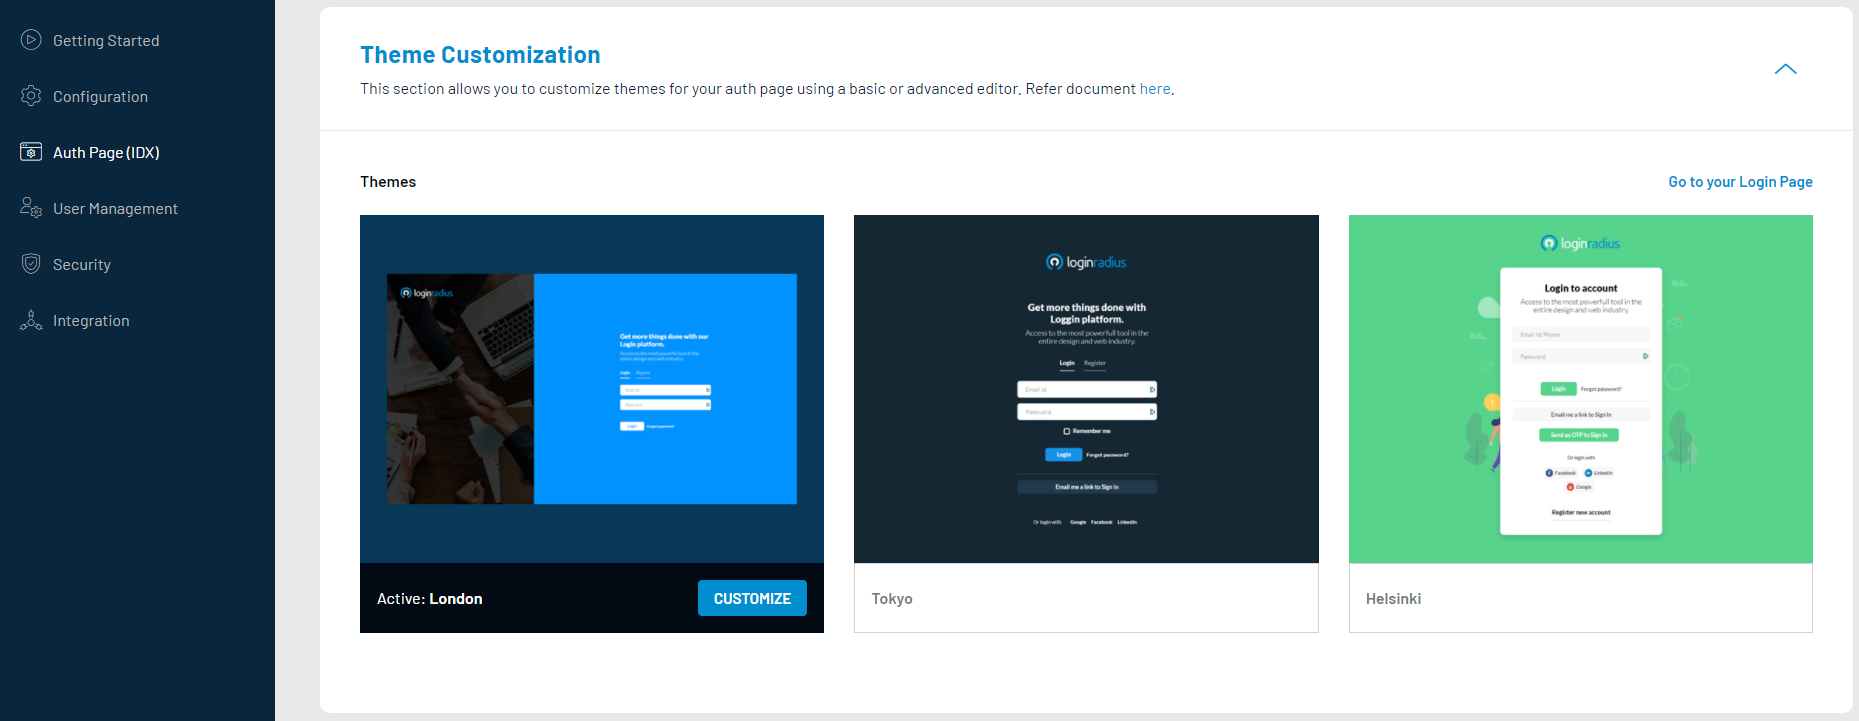 Getting Started
Configuration
Auth Page (IDX)
User Management
Security
Integration
Theme Customization
This section allows you to customize themes for your auth page using a basic or advanced editor. Refer document here.
Themes
Go to your Login Page
loginradius
Get more things done with our
Login platform.
Access to the most powerful tool in the
entire design and web industry.
Login Register
Email id
Password
Login Forgot password?
Active: London
CUSTOMIZE
loginradius
Get more things done with
Loggin platform.
Access to the most powerfull tool in the
entire design and web industry.
Login Register
Email Id
Password
Remember me
Login Forgot password?
Email me a link to Sign In
Or login with Google Facebook LinkedIn
Tokyo
loginradius
Login to account
Access to the most powerfull tool in the
entire design and web industry.
Email Id/Phone
Password
Login Forgot password?
Email me a link to Sign In
Send an OTP to Sign In
Or login with
Facebook LinkedIn
Google
Register new account
Helsinki